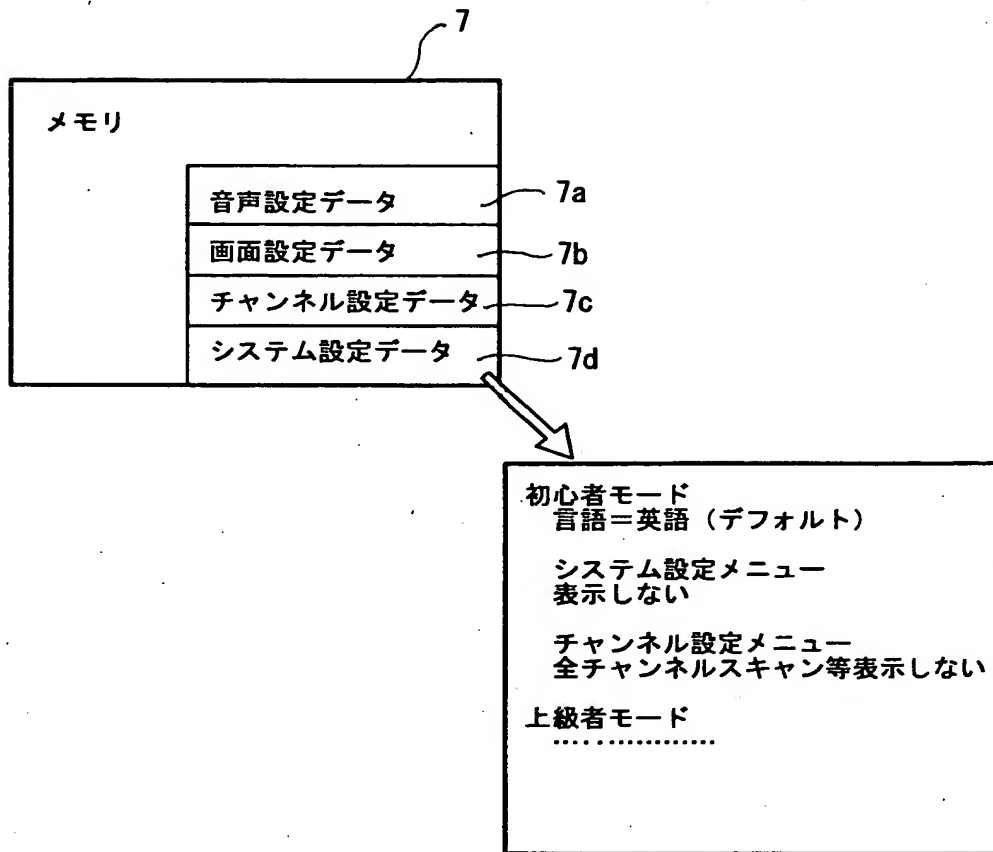 7
メモリ
音声設定データ 7a
画面設定データ 7b
チャンネル設定データ 7c
システム設定データ 7d
初心者モード
言語=英語(デフォルト)
システム設定メニュー
表示しない
チャンネル設定メニュー
全チャンネルスキャン等表示しない
上級者モード
………………